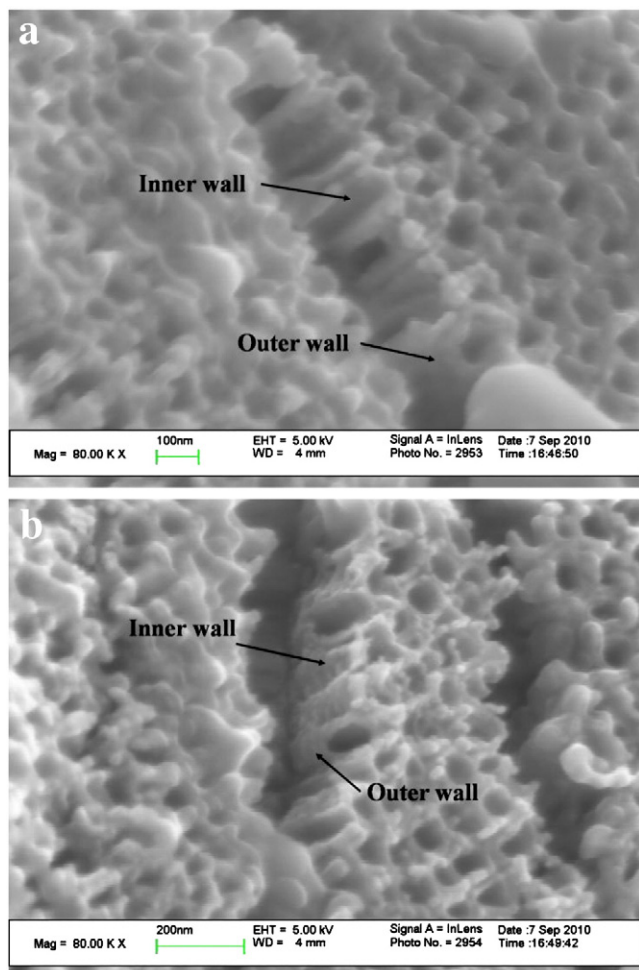 a
Inner wall
Outer wall
Mag = 80.00 K X 100nm EHT = 5.00 kV Signal A = InLens Date :7 Sep 2010
WD = 4 mm Photo No. = 2953 Time :16:46:50
b
Inner wall
Outer wall
Mag = 80.00 K X 200nm EHT = 5.00 kV Signal A = InLens Date :7 Sep 2010
WD = 4 mm Photo No. = 2954 Time :16:49:42